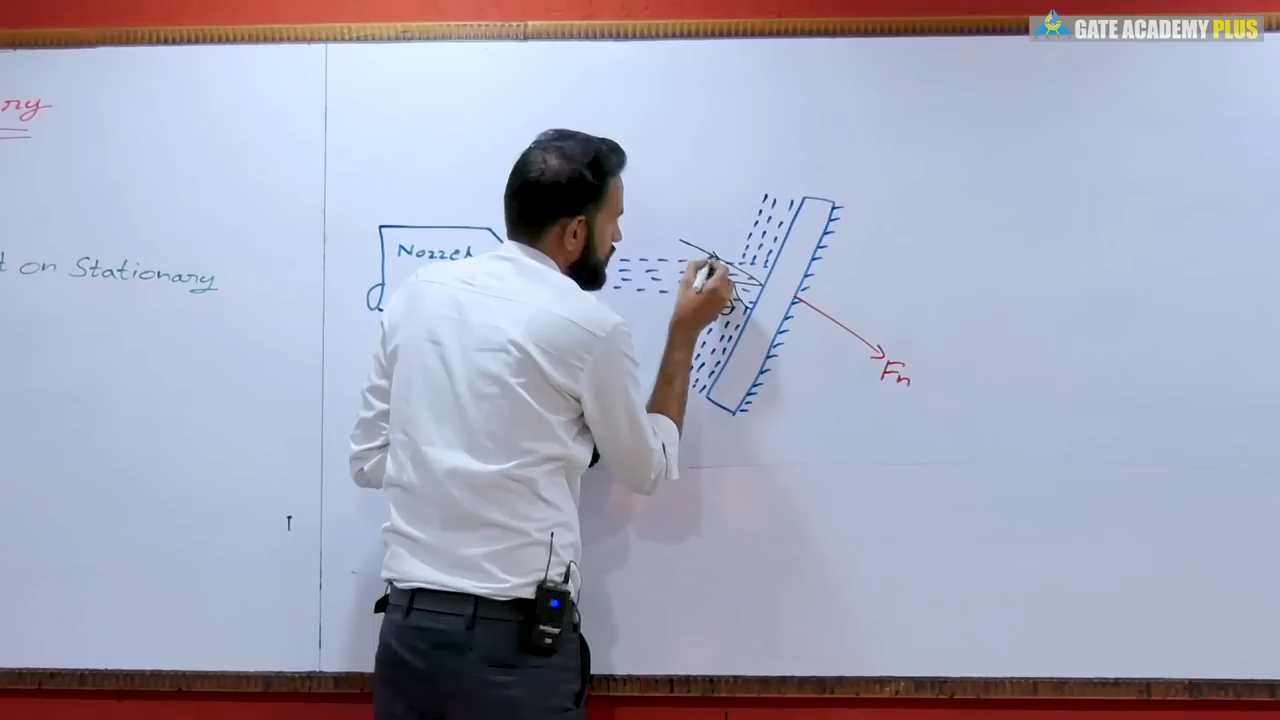 GATE ACADEMY PLUS
ry
t on Stationary
Nozzel
d
Fn